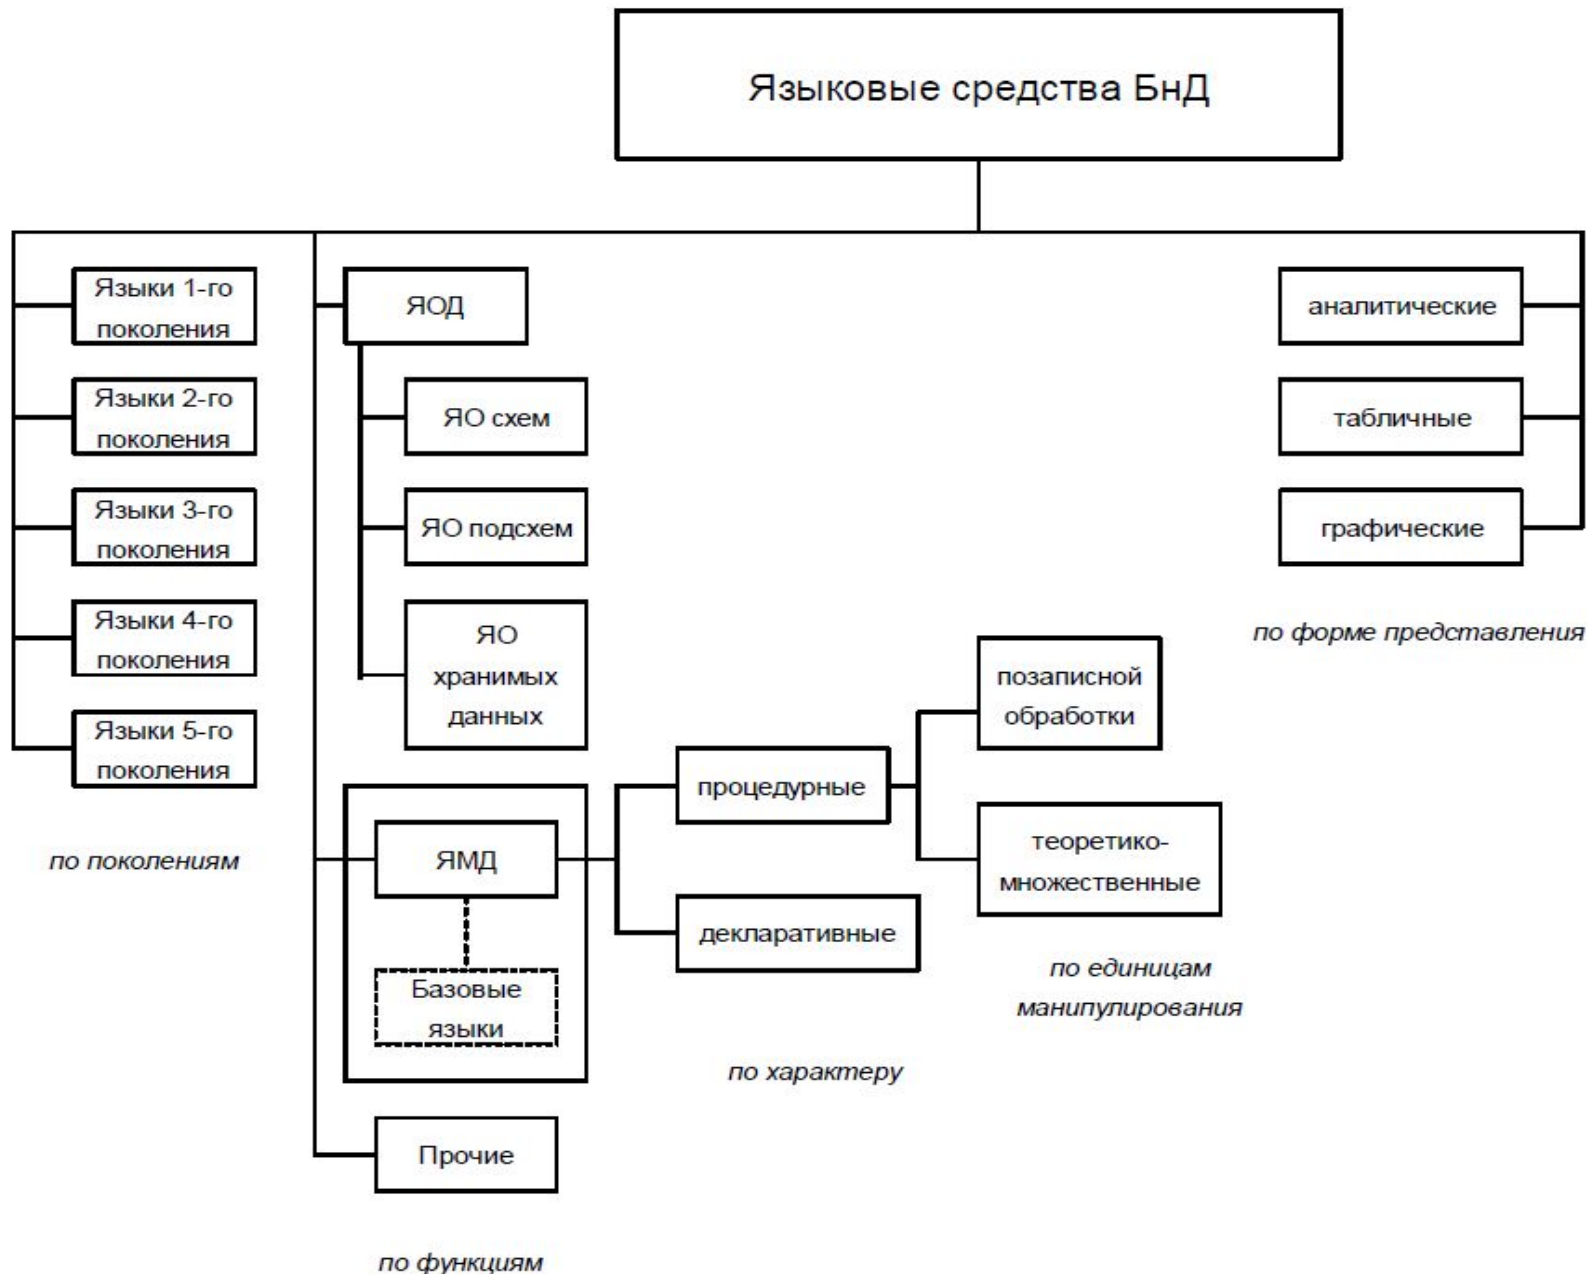 Языковые средства БнД
Языки 1-го
поколения
Языки 2-го
поколения
Языки 3-го
поколения
Языки 4-го
поколения
Языки 5-го
поколения
по поколениям
ЯОД
ЯО схем
ЯО подсхем
ЯО
хранимых
данных
ЯМД
Базовые
языки
Прочие
по функциям
процедурные
декларативные
по характеру
позаписной
обработки
теоретико-
множественные
по единицам
манипулирования
аналитические
табличные
графические
по форме представления